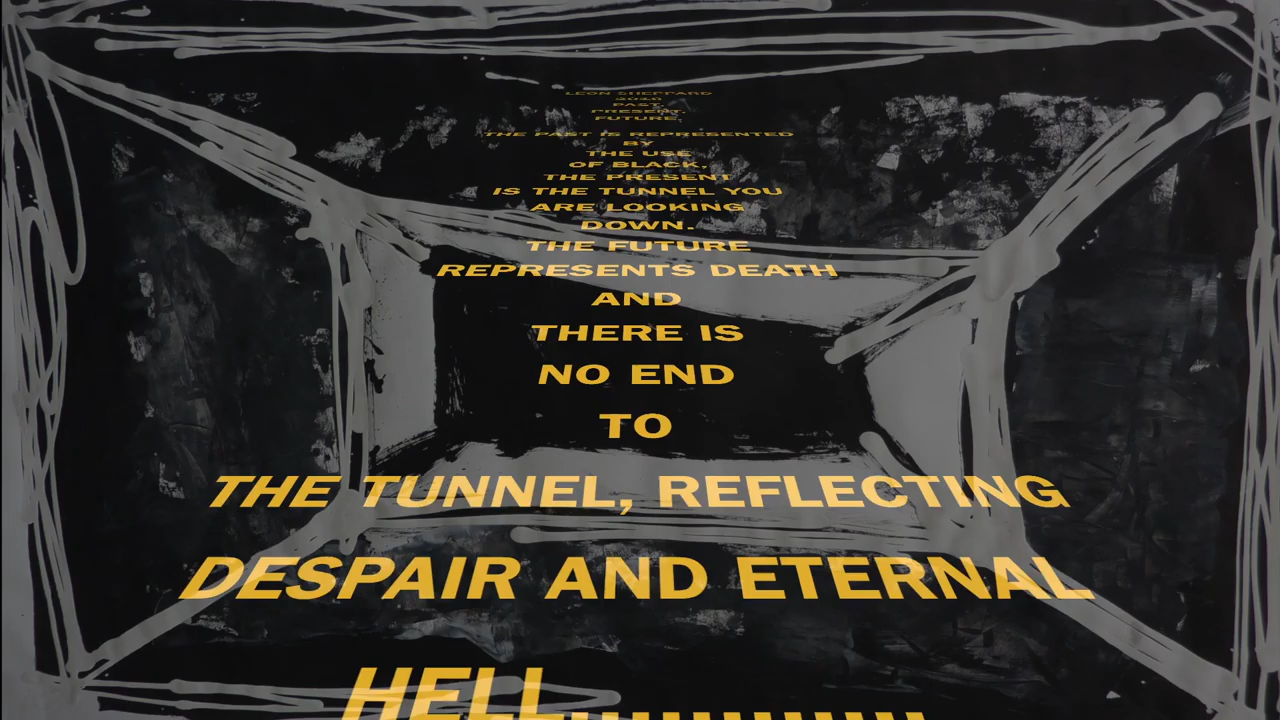 LEON SHEPPARD
2020
PAST,
PRESENT,
FUTURE,
THE PAST IS REPRESENTED
BY
THE USE
OF BLACK,
THE PRESENT
IS THE TUNNEL YOU
ARE LOOKING
DOWN.
THE FUTURE
REPRESENTS DEATH
AND
THERE IS
NO END
TO
THE TUNNEL, REFLECTING
DESPAIR AND ETERNAL
HELL.............